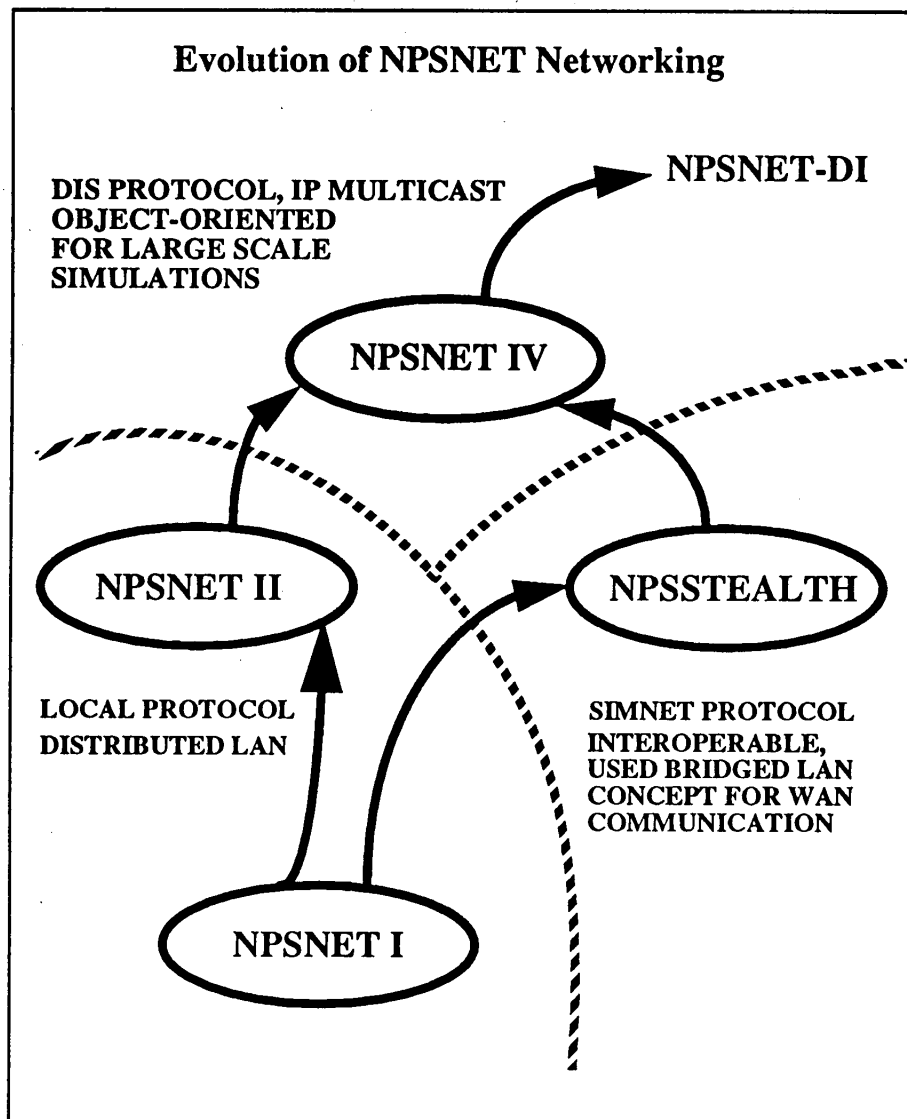 Evolution of NPSNET Networking
NPSNET-DI
DIS PROTOCOL, IP MULTICAST
OBJECT-ORIENTED
FOR LARGE SCALE
SIMULATIONS
NPSNET IV
NPSNET II
NPSSTEALTH
LOCAL PROTOCOL
DISTRIBUTED LAN
SIMNET PROTOCOL
INTEROPERABLE,
USED BRIDGED LAN
CONCEPT FOR WAN
COMMUNICATION
NPSNET I